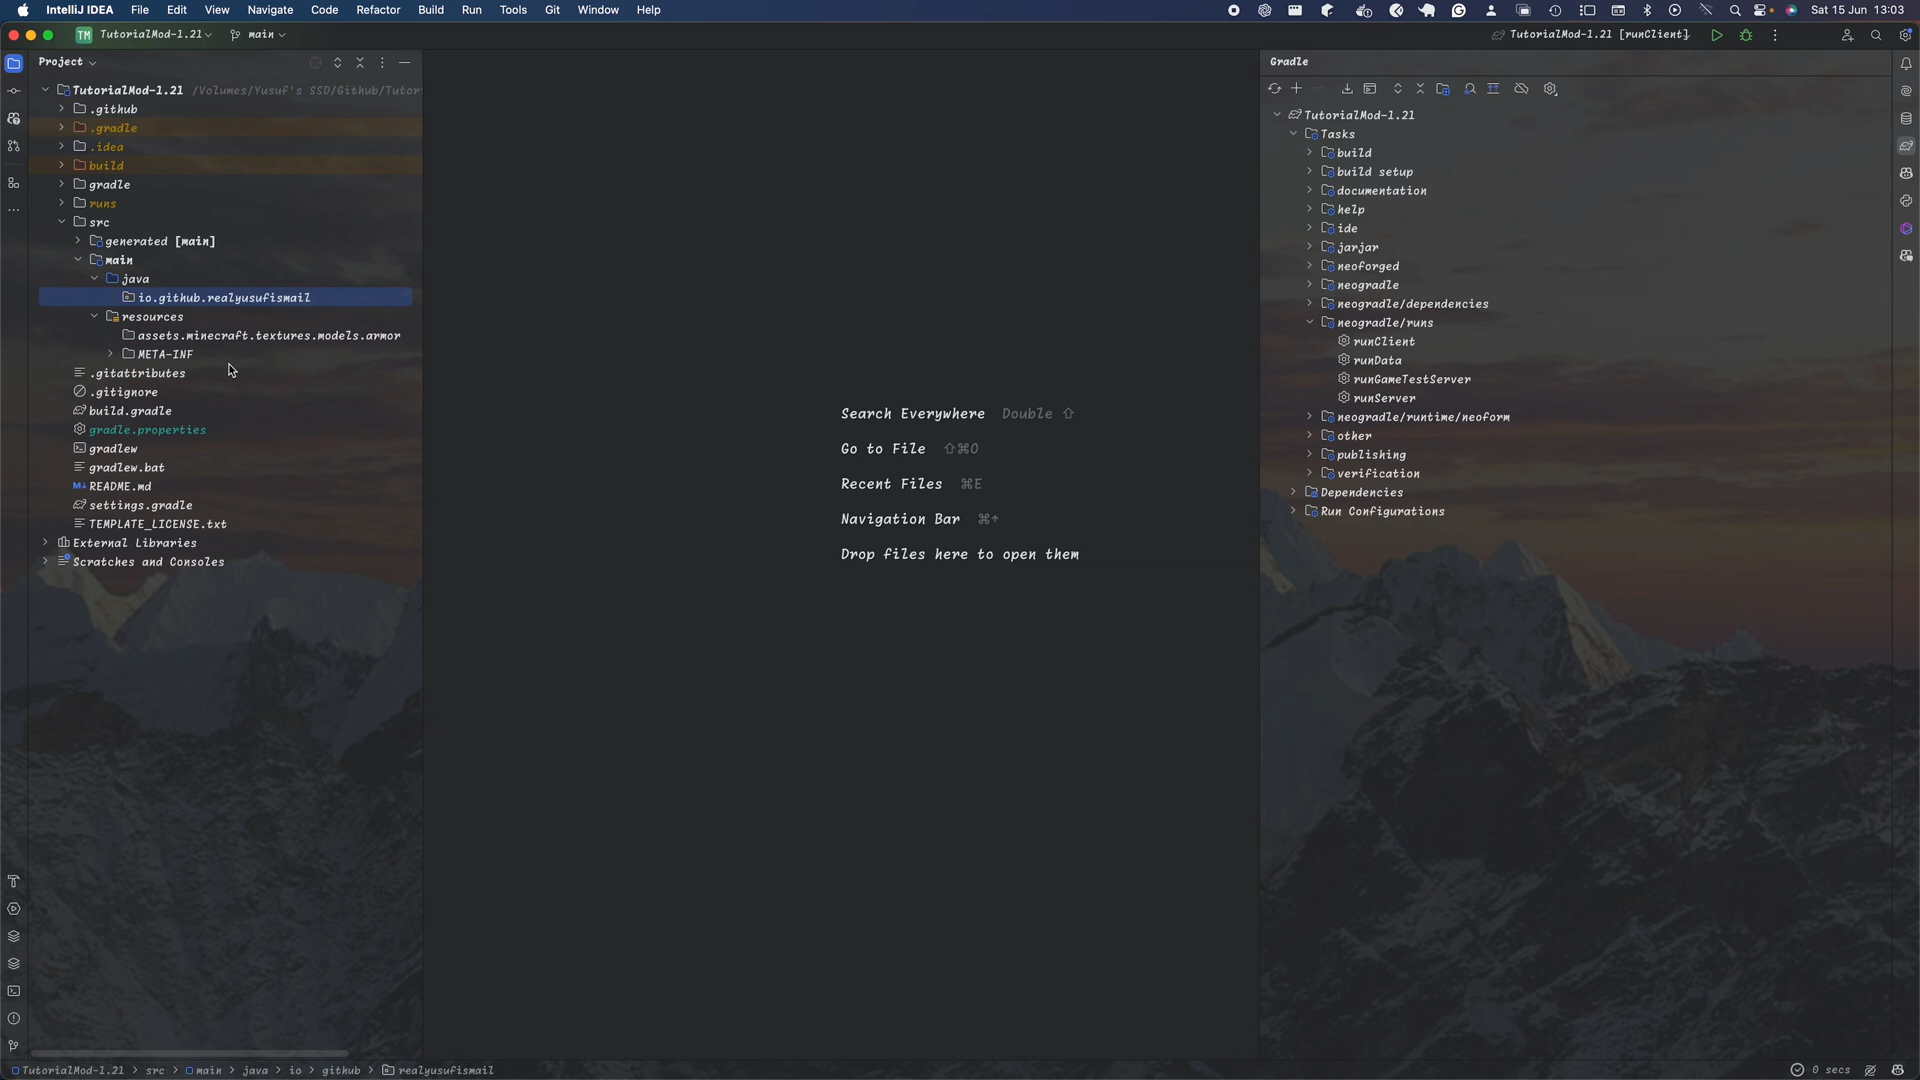 IntelliJ IDEA File Edit View Navigate Code Refactor Build Run Tools Git Window Help Sat 15 Jun 13:03
TM TutorialMod-1.21 main TutorialMod-1.21 [runClient]
Project
TutorialMod-1.21 /Volumes/Yusuf's SSD/Github/Tutor
.github
.gradle
.idea
build
gradle
runs
src
generated [main]
main
java
io.github.realyusufismail
resources
assets.minecraft.textures.models.armor
META-INF
.gitattributes
.gitignore
build.gradle
gradle.properties
gradlew
gradlew.bat
README.md
settings.gradle
TEMPLATE_LICENSE.txt
External Libraries
Scratches and Consoles
Search Everywhere Double ⇧
Go to File ⇧⌘O
Recent Files ⌘E
Navigation Bar ⌘↑
Drop files here to open them
Gradle
TutorialMod-1.21
Tasks
build
build setup
documentation
help
ide
jarjar
neoforged
neogradle
neogradle/dependencies
neogradle/runs
runClient
runData
runGameTestServer
runServer
neogradle/runtime/neoform
other
publishing
verification
Dependencies
Run Configurations
TutorialMod-1.21 > src > main > java > io > github > realyusufismail 0 secs